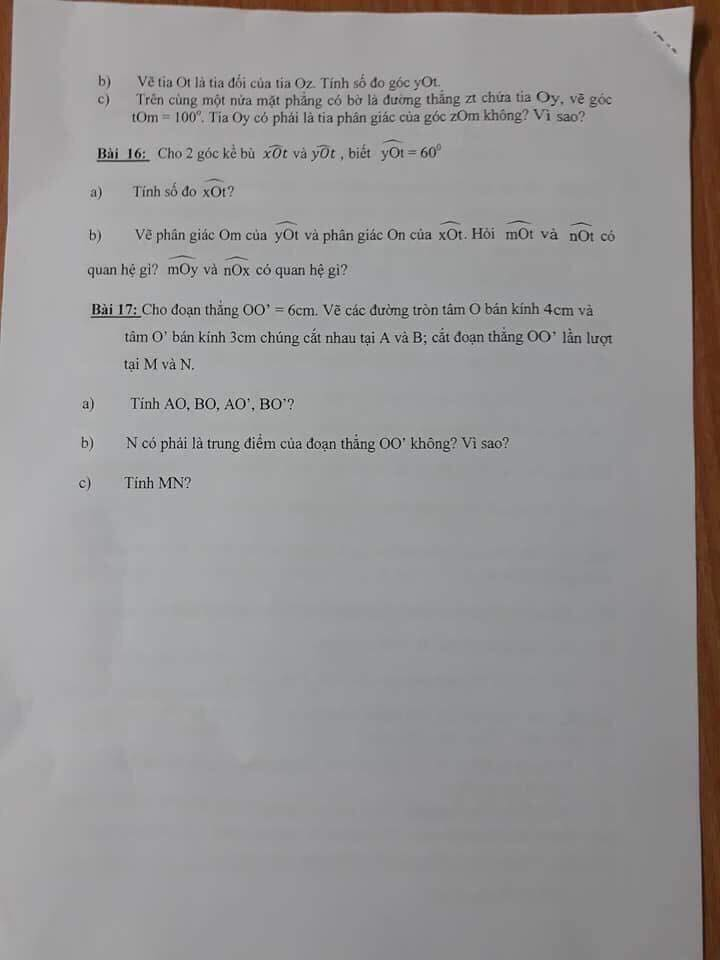 b) Vẽ tia Ot là tia đối của tia Oz. Tính số đo góc yOt.
c) Trên cùng một nửa mặt phẳng có bờ là đường thẳng zt chứa tia Oy, vẽ góc
tOm = 100⁰. Tia Oy có phải là tia phân giác của góc zOm không? Vì sao?
Bài 16: Cho 2 góc kề bù xOt và yOt , biết yOt = 60⁰
a) Tính số đo xOt?
b) Vẽ phân giác Om của yOt và phân giác On của xOt. Hỏi mOt và nOt có
quan hệ gì? mOy và nOx có quan hệ gì?
Bài 17: Cho đoạn thẳng OO’ = 6cm. Vẽ các đường tròn tâm O bán kính 4cm và
tâm O’ bán kính 3cm chúng cắt nhau tại A và B; cắt đoạn thẳng OO’ lần lượt
tại M và N.
a) Tính AO, BO, AO’, BO’?
b) N có phải là trung điểm của đoạn thẳng OO’ không? Vì sao?
c) Tính MN?